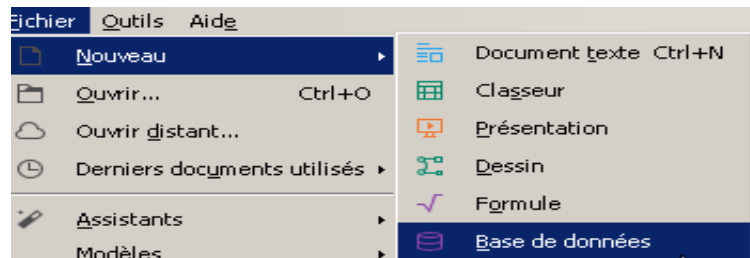 Fichier Outils Aide
Nouveau
Ouvrir... Ctrl+O
Ouvrir distant...
Derniers documents utilisés
Assistants
Modèles
Document texte Ctrl+N
Classeur
Présentation
Dessin
Formule
Base de données